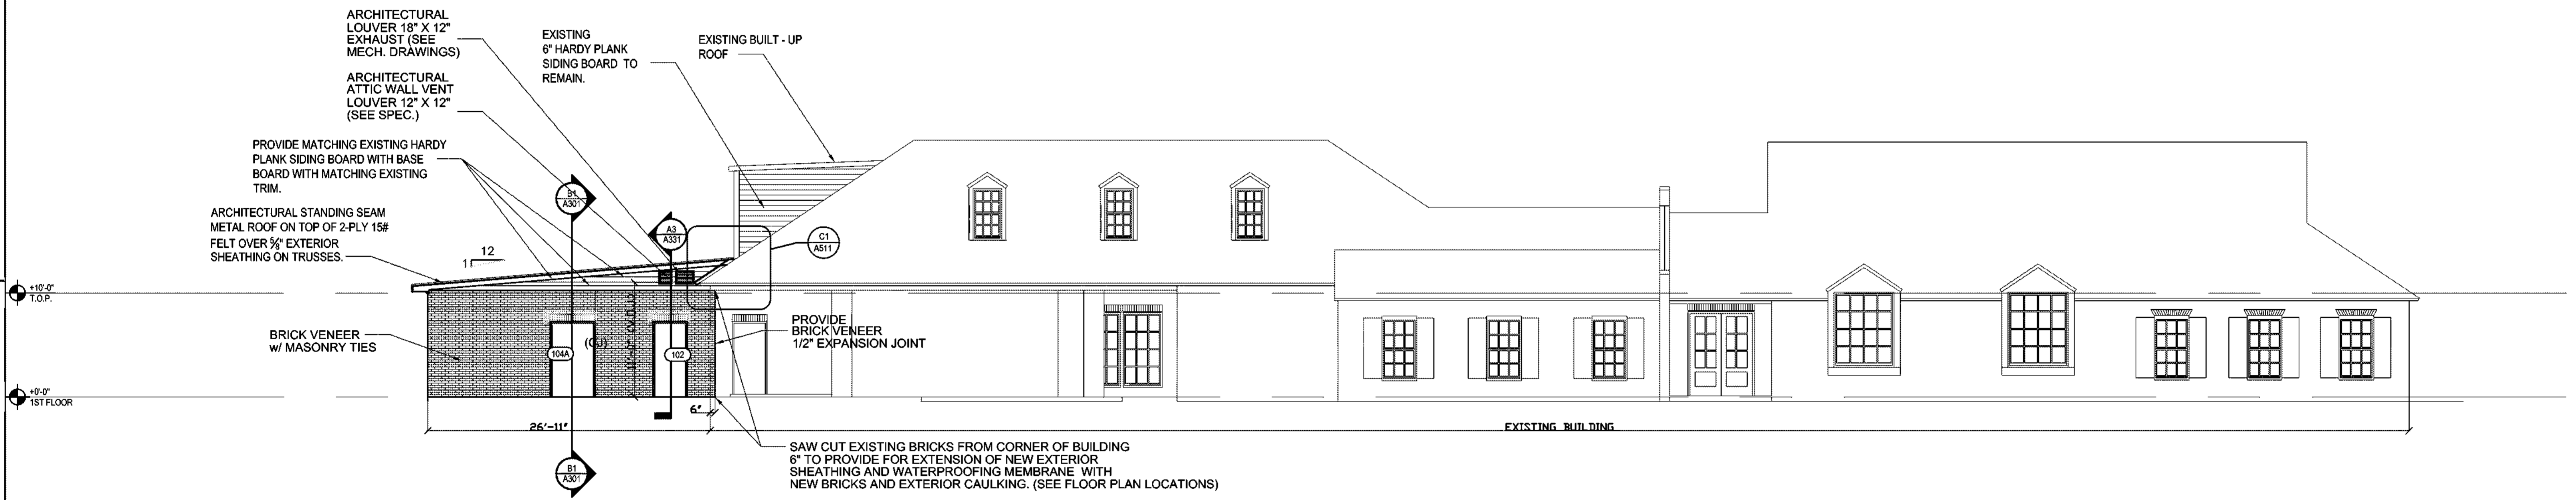 ARCHITECTURAL
LOUVER 18" X 12"
EXHAUST (SEE
MECH. DRAWINGS)
EXISTING
6" HARDY PLANK
SIDING BOARD TO
REMAIN.
EXISTING BUILT - UP
ROOF
ARCHITECTURAL
ATTIC WALL VENT
LOUVER 12" X 12"
(SEE SPEC.)
PROVIDE MATCHING EXISTING HARDY
PLANK SIDING BOARD WITH BASE
BOARD WITH MATCHING EXISTING
TRIM.
B1
A301
ARCHITECTURAL STANDING SEAM
METAL ROOF ON TOP OF 2-PLY 15#
FELT OVER ⅝" EXTERIOR
SHEATHING ON TRUSSES.
A3
A331
C1
A511
12
1
+10'-0"
T.O.P.
BRICK VENEER
w/ MASONRY TIES
104A
(CJ)
102
PROVIDE
BRICK VENEER
1/2" EXPANSION JOINT
+0'-0"
1ST FLOOR
6"
26'-11"
EXISTING BUILDING
SAW CUT EXISTING BRICKS FROM CORNER OF BUILDING
6" TO PROVIDE FOR EXTENSION OF NEW EXTERIOR
SHEATHING AND WATERPROOFING MEMBRANE WITH
NEW BRICKS AND EXTERIOR CAULKING. (SEE FLOOR PLAN LOCATIONS)
B1
A301